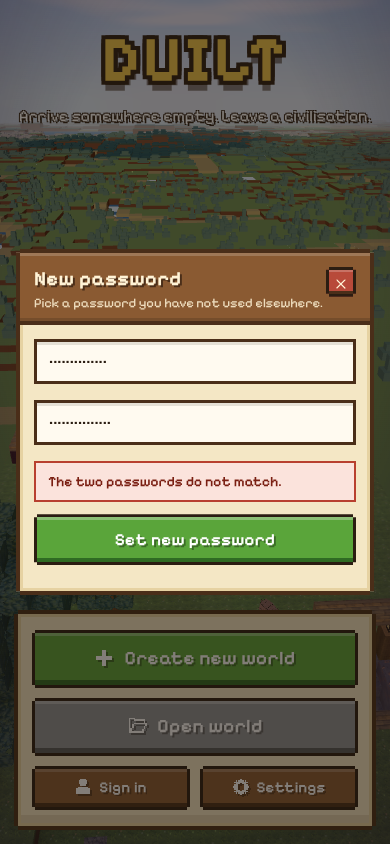 DUILT
Arrive somewhere empty. Leave a civilisation.
New password
Pick a password you have not used elsewhere.
The two passwords do not match.
Set new password
Create new world
Open world
Sign in
Settings